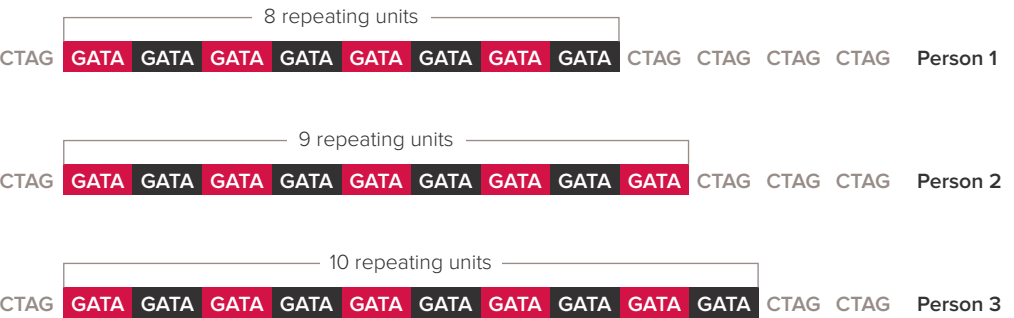 8 repeating units
CTAG GATA GATA GATA GATA GATA GATA GATA GATA CTAG CTAG CTAG CTAG Person 1
9 repeating units
CTAG GATA GATA GATA GATA GATA GATA GATA GATA GATA CTAG CTAG CTAG Person 2
10 repeating units
CTAG GATA GATA GATA GATA GATA GATA GATA GATA GATA GATA CTAG CTAG Person 3